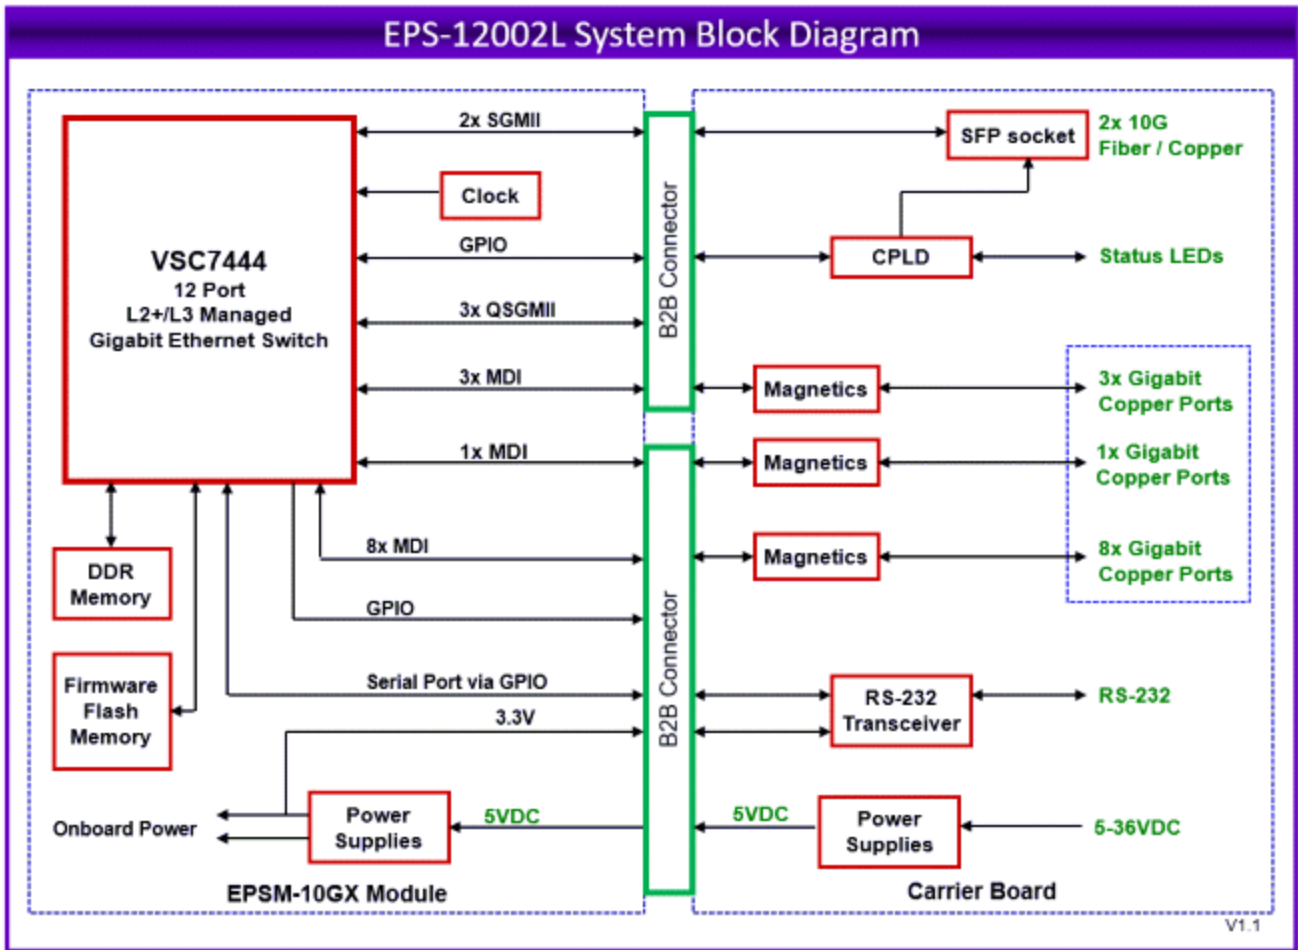 EPS-12002L System Block Diagram
2x SGMII
SFP socket
2x 10G
Fiber / Copper
Clock
B2B Connector
VSC7444
12 Port
L2+/L3 Managed
Gigabit Ethernet Switch
GPIO
CPLD
Status LEDs
3x QSGMII
3x MDI
Magnetics
3x Gigabit
Copper Ports
1x MDI
Magnetics
1x Gigabit
Copper Ports
8x MDI
Magnetics
8x Gigabit
Copper Ports
DDR
Memory
GPIO
B2B Connector
Firmware
Flash
Memory
Serial Port via GPIO
3.3V
RS-232
Transceiver
RS-232
Onboard Power
Power
Supplies
5VDC
5VDC
Power
Supplies
5-36VDC
EPSM-10GX Module
Carrier Board
V1.1